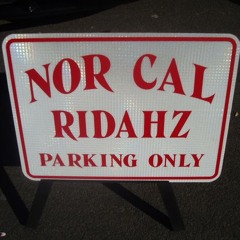 NOR CAL
RIDAHZ
PARKING ONLY